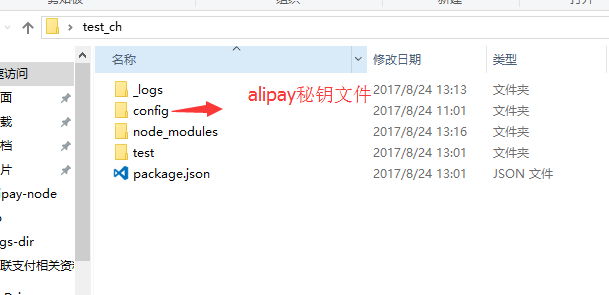 test_ch
名称 修改日期 类型
_logs 2017/8/24 13:13 文件夹
config alipay秘钥文件 2017/8/24 11:01 文件夹
node_modules 2017/8/24 13:16 文件夹
test 2017/8/24 13:01 文件夹
package.json 2017/8/24 13:01 JSON 文件
速访问
面
载
档
片
ipay-node
gs-dir
联支付相关资料